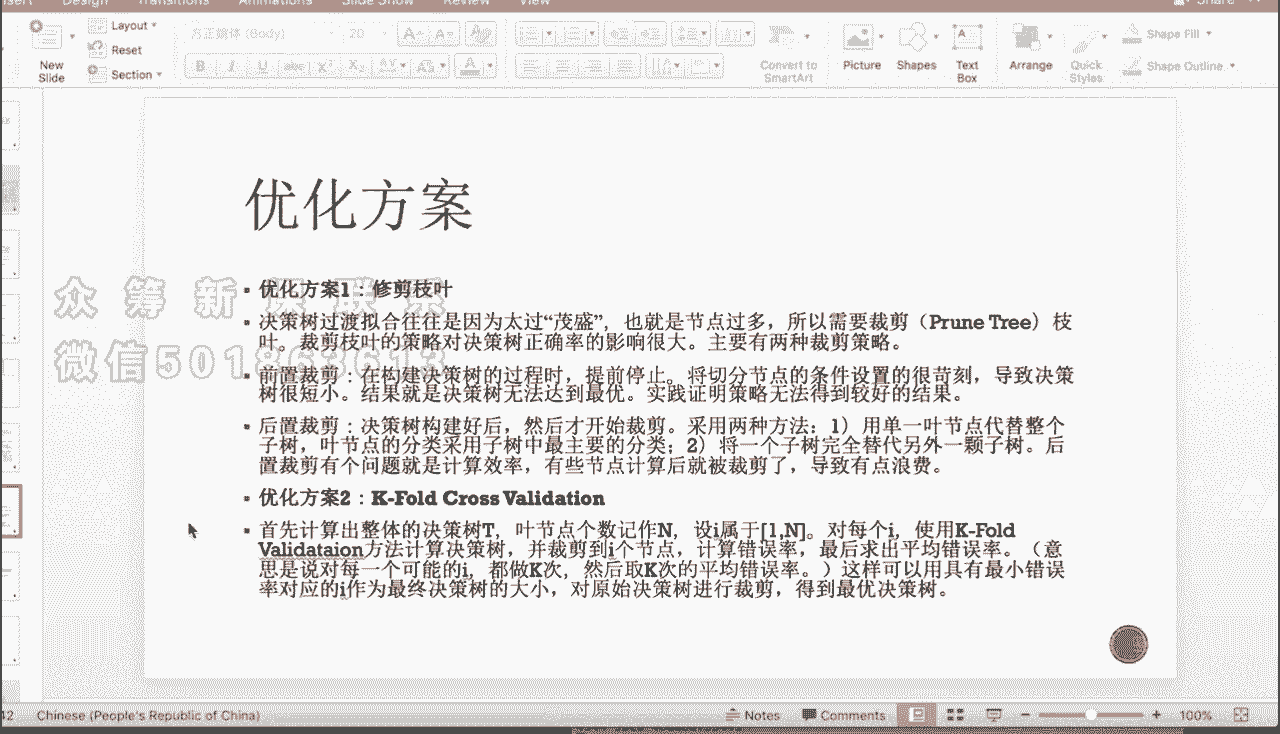 Insert Design Transitions Animations Slide Show Review View Share
Layout
Reset
Section
New
Slide
方正姚体 (Body) 20
Convert to
SmartArt
Picture
Shapes
Text
Box
Arrange
Quick
Styles
Shape Fill
Shape Outline
优化方案
优化方案1：修剪枝叶
决策树过渡拟合往往是因为太过“茂盛”，也就是节点过多，所以需要裁剪（Prune Tree）枝
叶。裁剪枝叶的策略对决策树正确率的影响很大。主要有两种裁剪策略。
前置裁剪：在构建决策树的过程时，提前停止。将切分节点的条件设置的很苛刻，导致决策
树很短小。结果就是决策树无法达到最优。实践证明策略无法得到较好的结果。
后置裁剪：决策树构建好后，然后才开始裁剪。采用两种方法：1）用单一叶节点代替整个
子树，叶节点的分类采用子树中最主要的分类；2）将一个子树完全替代另外一颗子树。后
置裁剪有个问题就是计算效率，有些节点计算后就被裁剪了，导致有点浪费。
优化方案2：K-Fold Cross Validation
首先计算出整体的决策树T，叶节点个数记作N，设i属于[1,N]。对每个i，使用K-Fold
Validataion方法计算决策树，并裁剪到i个节点，计算错误率，最后求出平均错误率。（意
思是说对每一个可能的i，都做K次，然后取K次的平均错误率。）这样可以用具有最小错误
率对应的i作为最终决策树的大小，对原始决策树进行裁剪，得到最优决策树。
众筹新课联系
微信501863613
42 Chinese (People's Republic of China)
Notes
Comments
100%